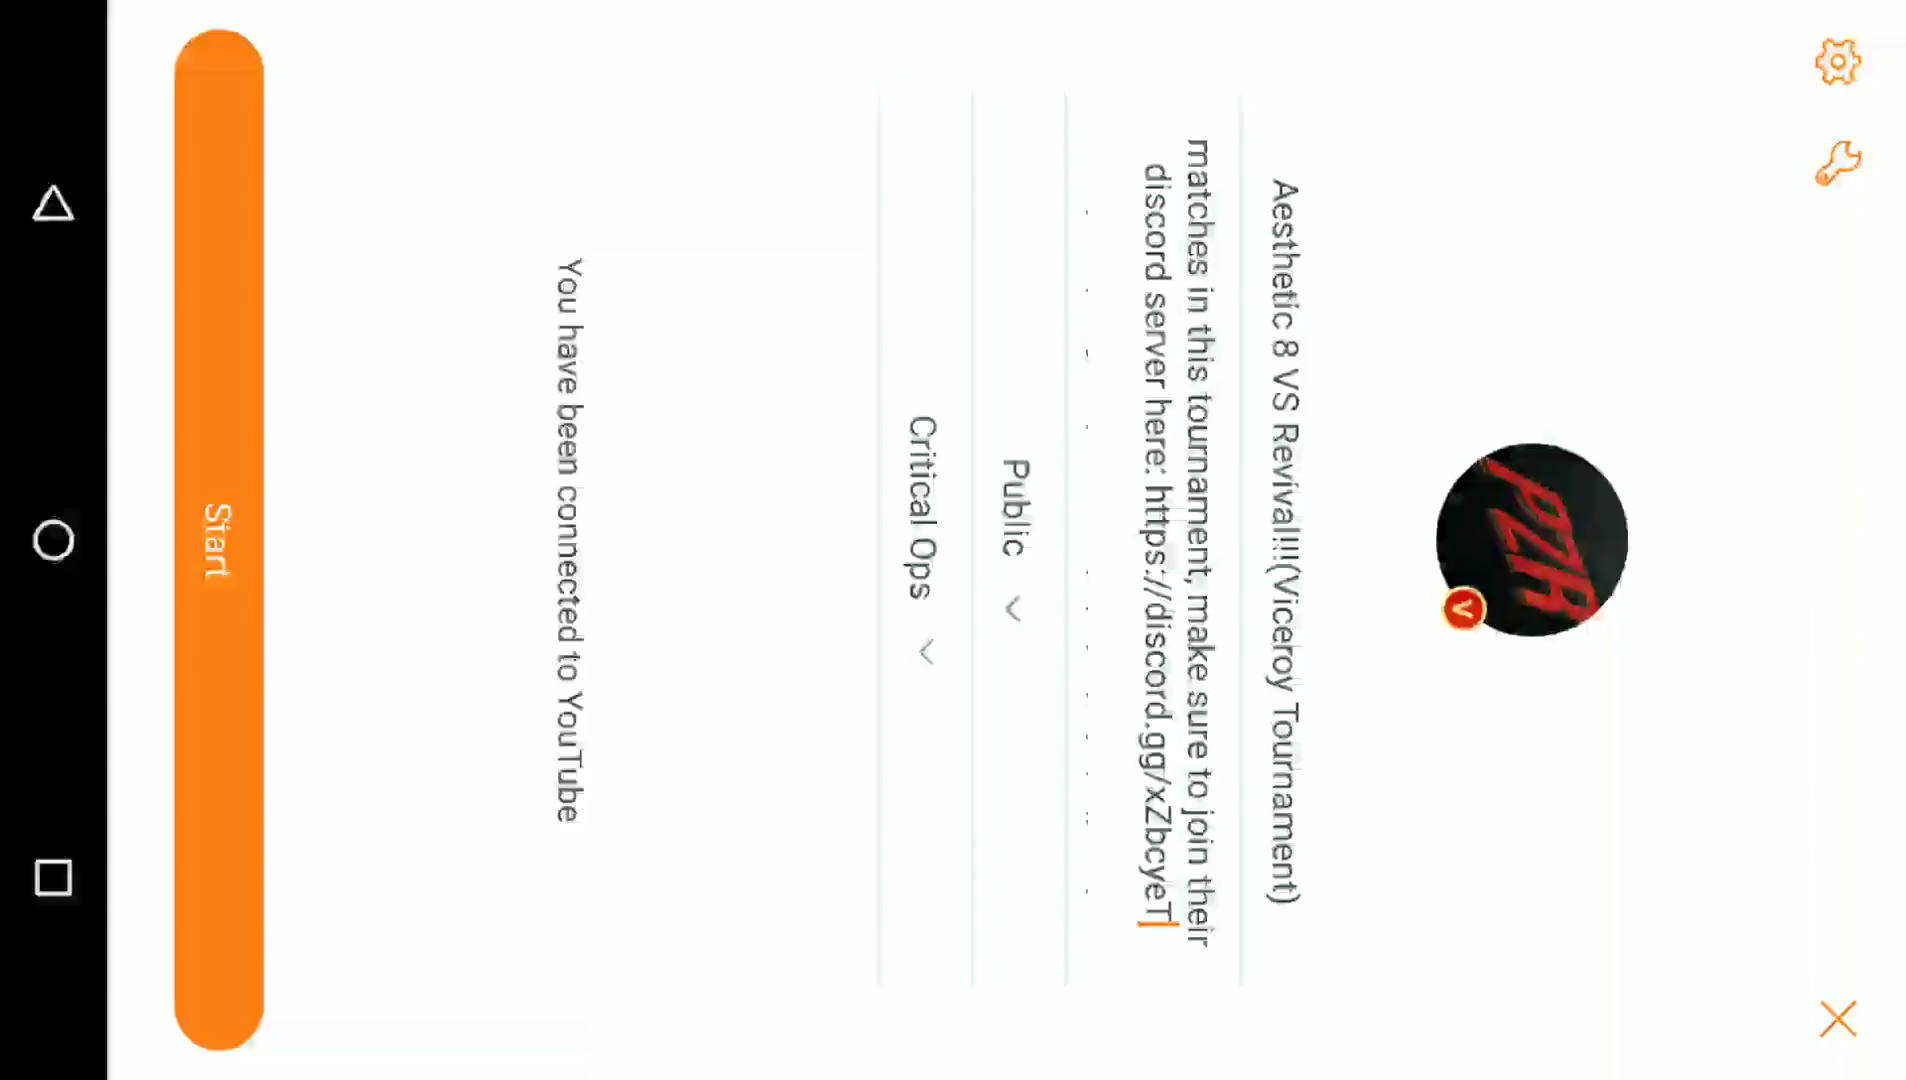 PZR
V
Aesthetic 8 VS Revival!!!(Viceroy Tournament)
matches in this tournament, make sure to join their
discord server here: https://discord.gg/xZbcyeT
Public
Critical Ops
You have been connected to YouTube
Start